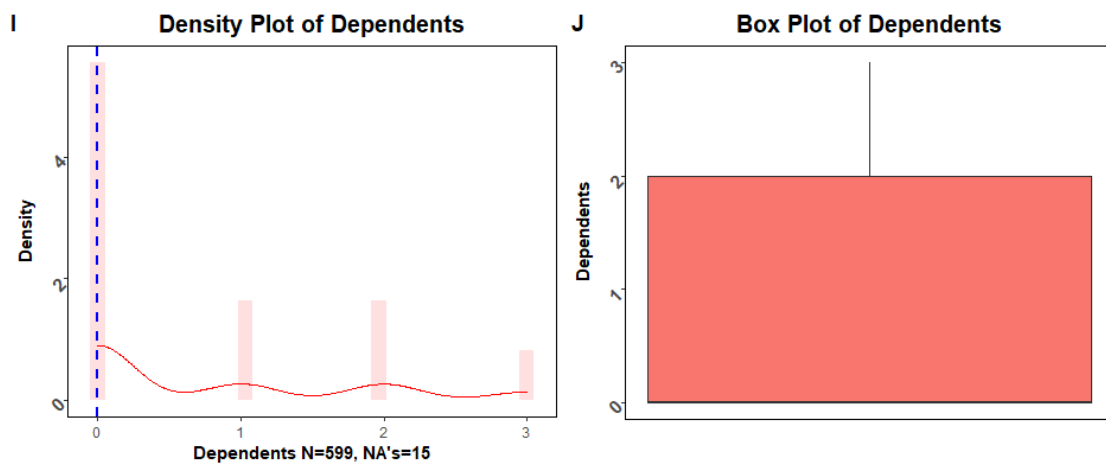 I
Density Plot of Dependents
Density
4
2
0
0 1 2 3
Dependents N=599, NA's=15
J
Box Plot of Dependents
Dependents
3
2
1
0